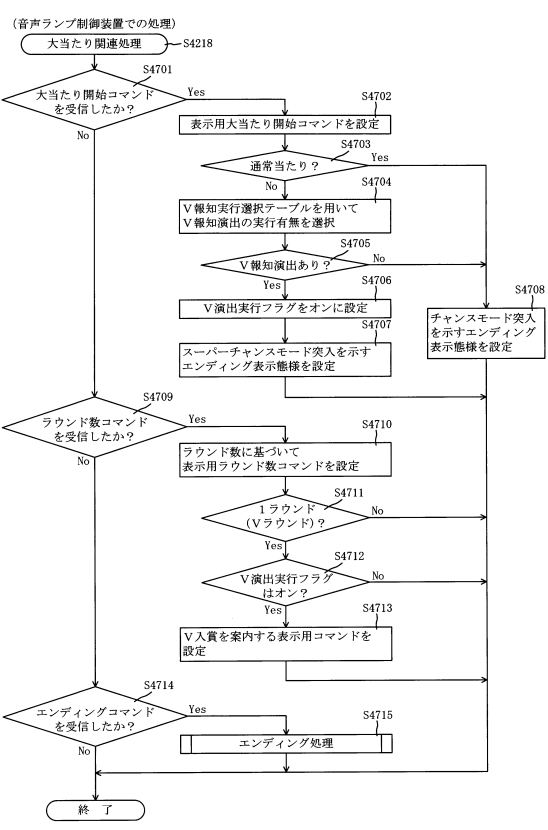 (音声ランプ制御装置での処理)
大当たり関連処理
S4218
S4701
大当たり開始コマンド
を受信したか？
Yes
No
S4702
表示用大当たり開始コマンドを設定
S4703
通常当たり？
Yes
No
S4704
Ｖ報知実行選択テーブルを用いて
Ｖ報知演出の実行有無を選択
S4705
Ｖ報知演出あり？
No
Yes
S4706
Ｖ演出実行フラグをオンに設定
S4707
スーパーチャンスモード突入を示す
エンディング表示態様を設定
S4708
チャンスモード突入
を示すエンディング
表示態様を設定
S4709
ラウンド数コマンド
を受信したか？
Yes
No
S4710
ラウンド数に基づいて
表示用ラウンド数コマンドを設定
S4711
１ラウンド
(Ｖラウンド)？
No
Yes
S4712
Ｖ演出実行フラグ
はオン？
No
Yes
S4713
Ｖ入賞を案内する表示用コマンドを
設定
S4714
エンディングコマンド
を受信したか？
Yes
No
S4715
エンディング処理
終 了